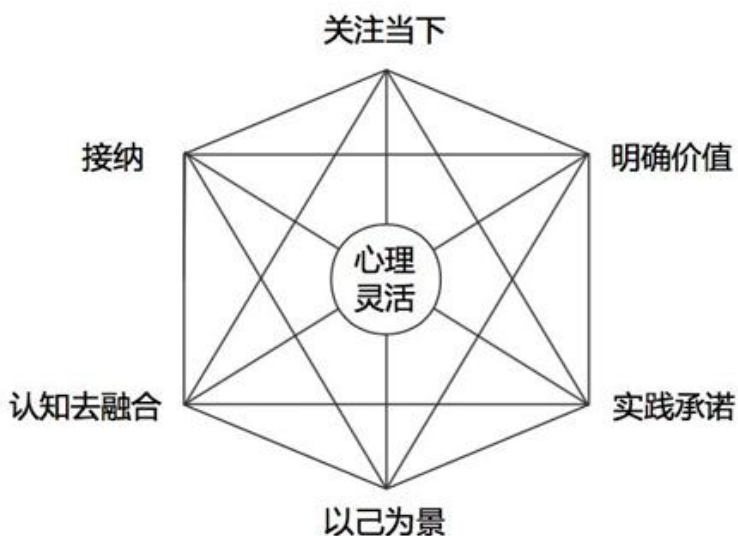 关注当下
接纳
明确价值
心理
灵活
认知去融合
实践承诺
以己为景